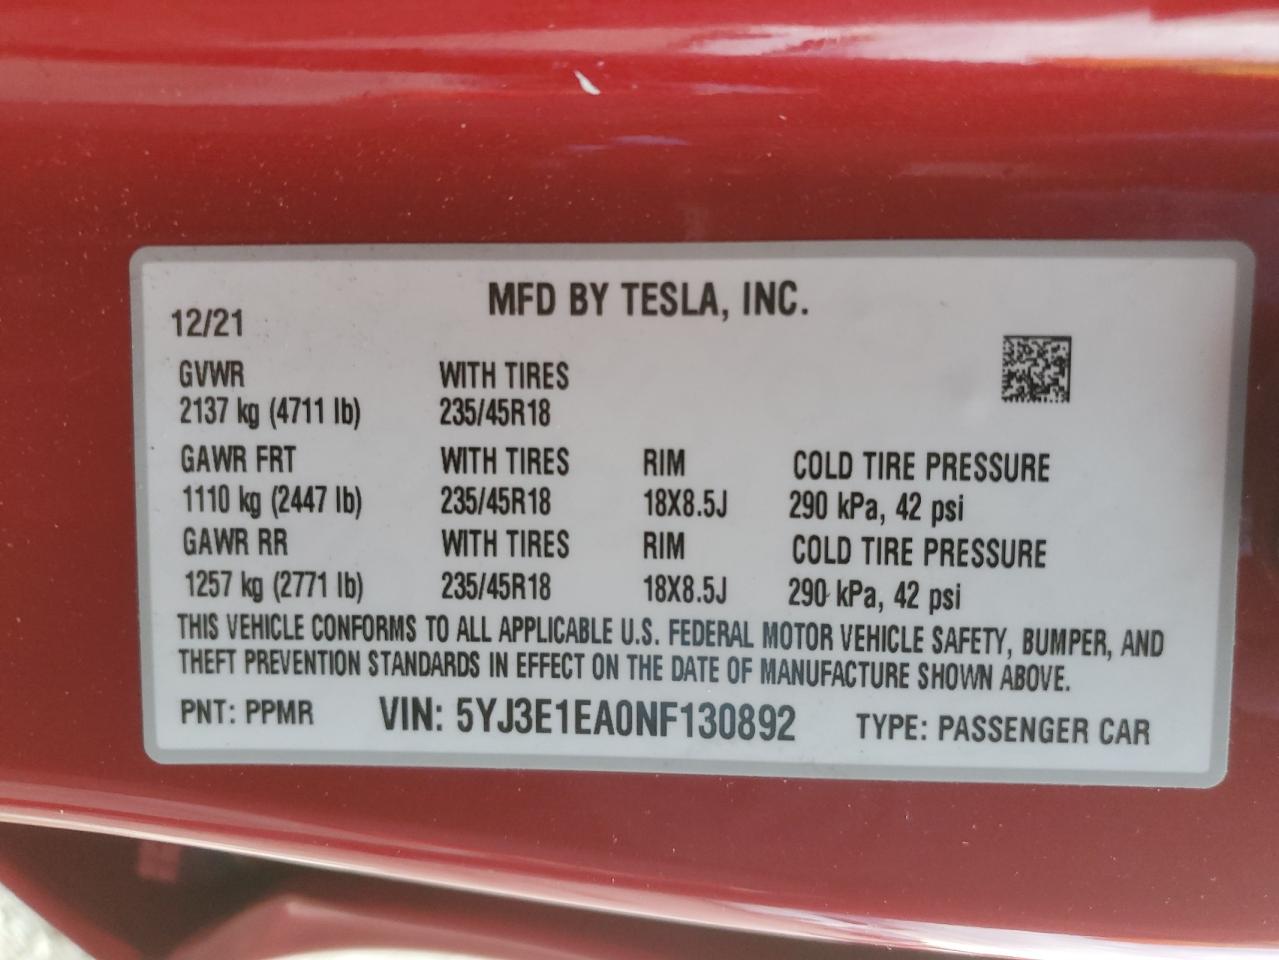 MFD BY TESLA, INC.
12/21
GVWR WITH TIRES
2137 kg (4711 lb) 235/45R18
GAWR FRT WITH TIRES RIM COLD TIRE PRESSURE
1110 kg (2447 lb) 235/45R18 18X8.5J 290 kPa, 42 psi
GAWR RR WITH TIRES RIM COLD TIRE PRESSURE
1257 kg (2771 lb) 235/45R18 18X8.5J 290 kPa, 42 psi
THIS VEHICLE CONFORMS TO ALL APPLICABLE U.S. FEDERAL MOTOR VEHICLE SAFETY, BUMPER, AND
THEFT PREVENTION STANDARDS IN EFFECT ON THE DATE OF MANUFACTURE SHOWN ABOVE.
PNT: PPMR VIN: 5YJ3E1EA0NF130892 TYPE: PASSENGER CAR